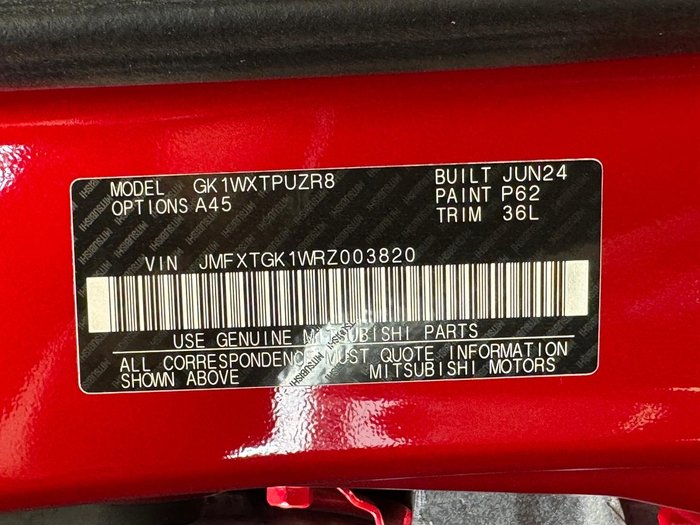 MODEL GK1WXTPUZR8 BUILT JUN24
OPTIONS A45 PAINT P62
TRIM 36L
VIN JMFXTGK1WRZ003820
USE GENUINE MITSUBISHI PARTS
ALL CORRESPONDENCE MUST QUOTE INFORMATION
SHOWN ABOVE MITSUBISHI MOTORS
MITSUBISHI